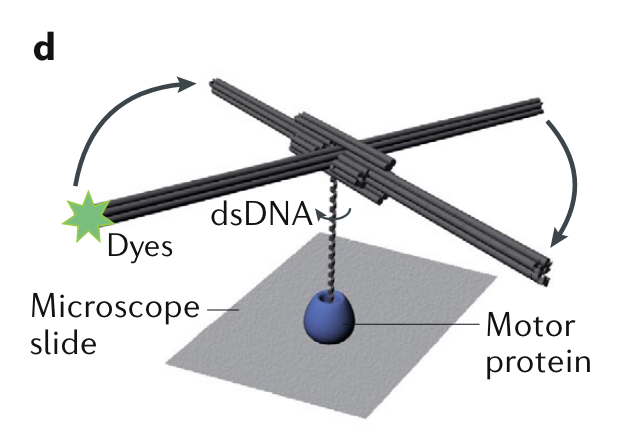 d
dsDNA
Dyes
Microscope
slide
Motor
protein